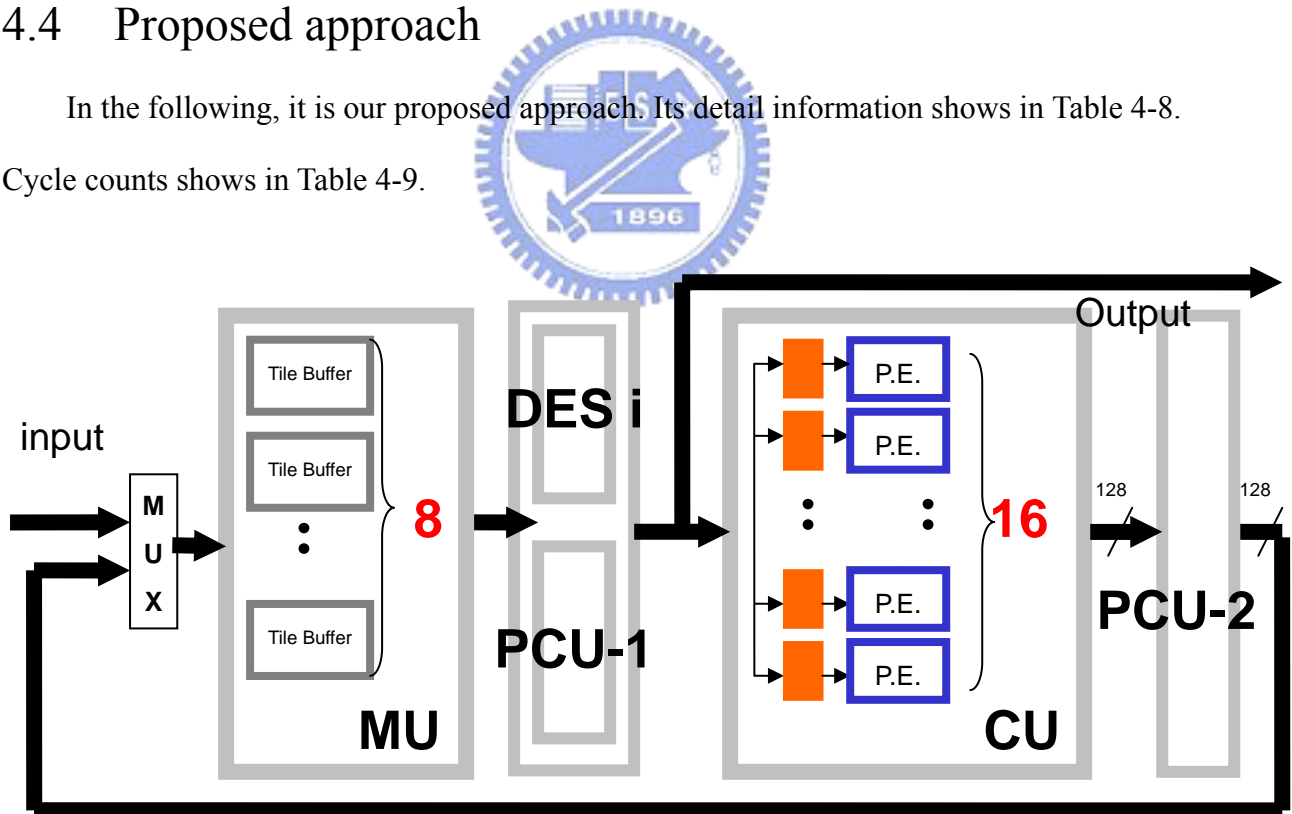 4.4 Proposed approach
In the following, it is our proposed approach. Its detail information shows in Table 4-8.
Cycle counts shows in Table 4-9.
1896
Output
input
MUX
Tile Buffer
Tile Buffer
Tile Buffer
8
MU
DES i
PCU-1
P.E.
P.E.
P.E.
P.E.
16
CU
128
PCU-2
128